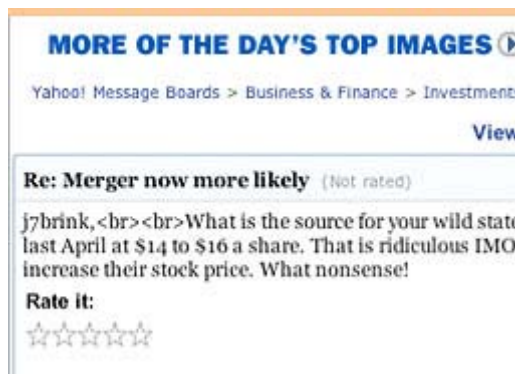 MORE OF THE DAY'S TOP IMAGES
Yahoo! Message Boards > Business & Finance > Investments
View
Re: Merger now more likely (Not rated)
j7brink,<br><br>What is the source for your wild state
last April at $14 to $16 a share. That is ridiculous IMO
increase their stock price. What nonsense!
Rate it: